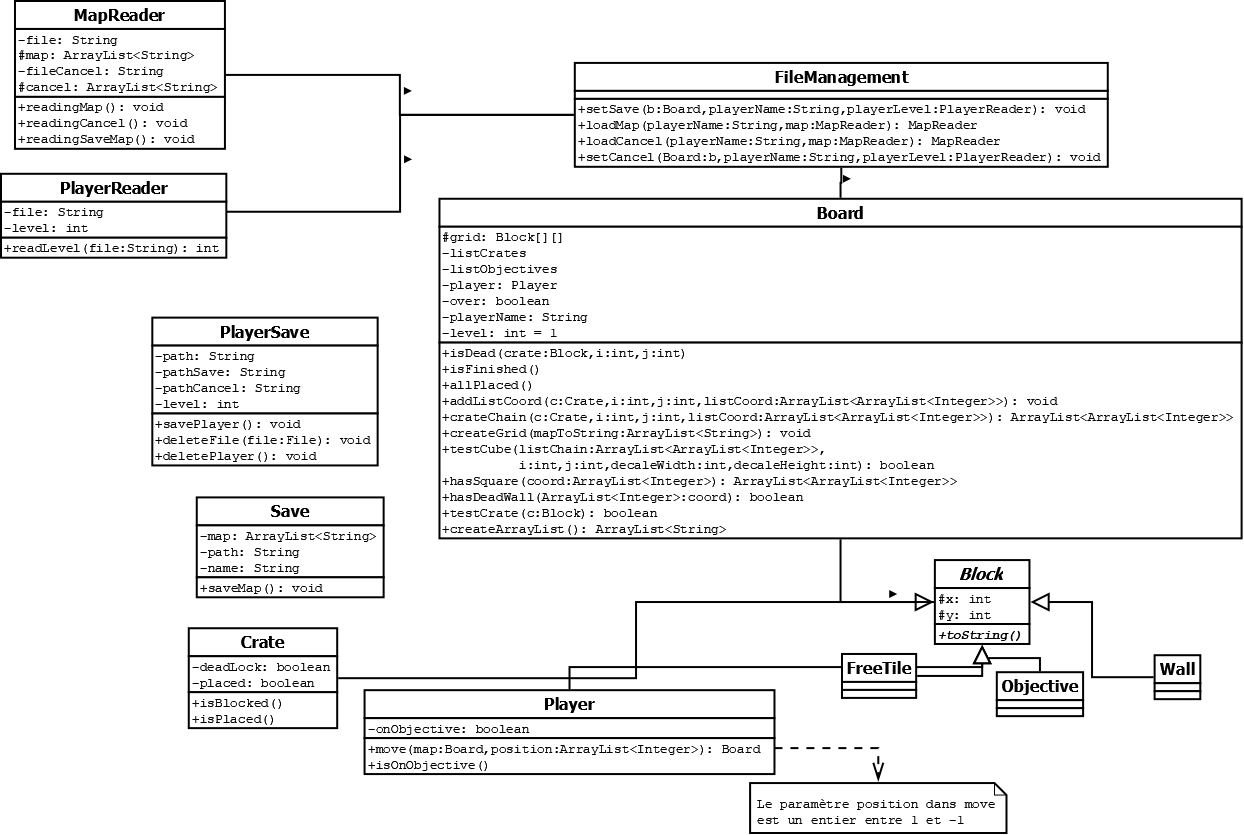 MapReader
-file: String
#map: ArrayList<String>
-fileCancel: String
#cancel: ArrayList<String>
+readingMap(): void
+readingCancel(): void
+readingSaveMap(): void
FileManagement
+setSave(b:Board,playerName:String,playerLevel:PlayerReader): void
+loadMap(playerName:String,map:MapReader): MapReader
+loadCancel(playerName:String,map:MapReader): MapReader
+setCancel(Board:b,playerName:String,playerLevel:PlayerReader): void
PlayerReader
-file: String
-level: int
+readLevel(file:String): int
Board
#grid: Block[][]
-listCrates
-listObjectives
-player: Player
-over: boolean
-playerName: String
-level: int = 1
+isDead(crate:Block,i:int,j:int)
+isFinished()
+allPlaced()
+addListCoord(c:Crate,i:int,j:int,listCoord:ArrayList<ArrayList<Integer>>): void
+crateChain(c:Crate,i:int,j:int,listCoord:ArrayList<ArrayList<Integer>>): ArrayList<ArrayList<Integer>>
+createGrid(mapToString:ArrayList<String>): void
+testCube(listChain:ArrayList<ArrayList<Integer>>,
i:int,j:int,decaleWidth:int,decaleHeight:int): boolean
+hasSquare(coord:ArrayList<Integer>): ArrayList<ArrayList<Integer>>
+hasDeadWall(ArrayList<Integer>:coord): boolean
+testCrate(c:Block): boolean
+createArrayList(): ArrayList<String>
PlayerSave
-path: String
-pathSave: String
-pathCancel: String
-level: int
+savePlayer(): void
+deleteFile(file:File): void
+deletePlayer(): void
Save
-map: ArrayList<String>
-path: String
-name: String
+saveMap(): void
Block
#x: int
#y: int
+toString()
Crate
-deadLock: boolean
-placed: boolean
+isBlocked()
+isPlaced()
FreeTile
Objective
Wall
Player
-onObjective: boolean
+move(map:Board,position:ArrayList<Integer>): Board
+isOnObjective()
Le paramètre position dans move
est un entier entre 1 et -1